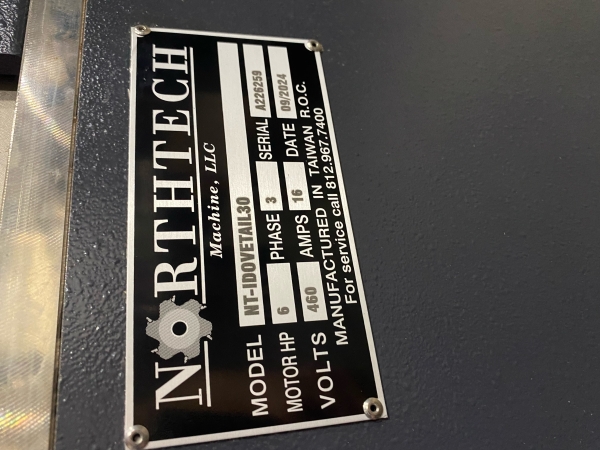 NORTHTECH
Machine, LLC
MODEL NT-IDOVETAIL30
MOTOR HP 6 PHASE 3 SERIAL A226259
VOLTS 460 AMPS 16 DATE 09/2024
MANUFACTURED IN TAIWAN R.O.C.
For service call 812.967.7400